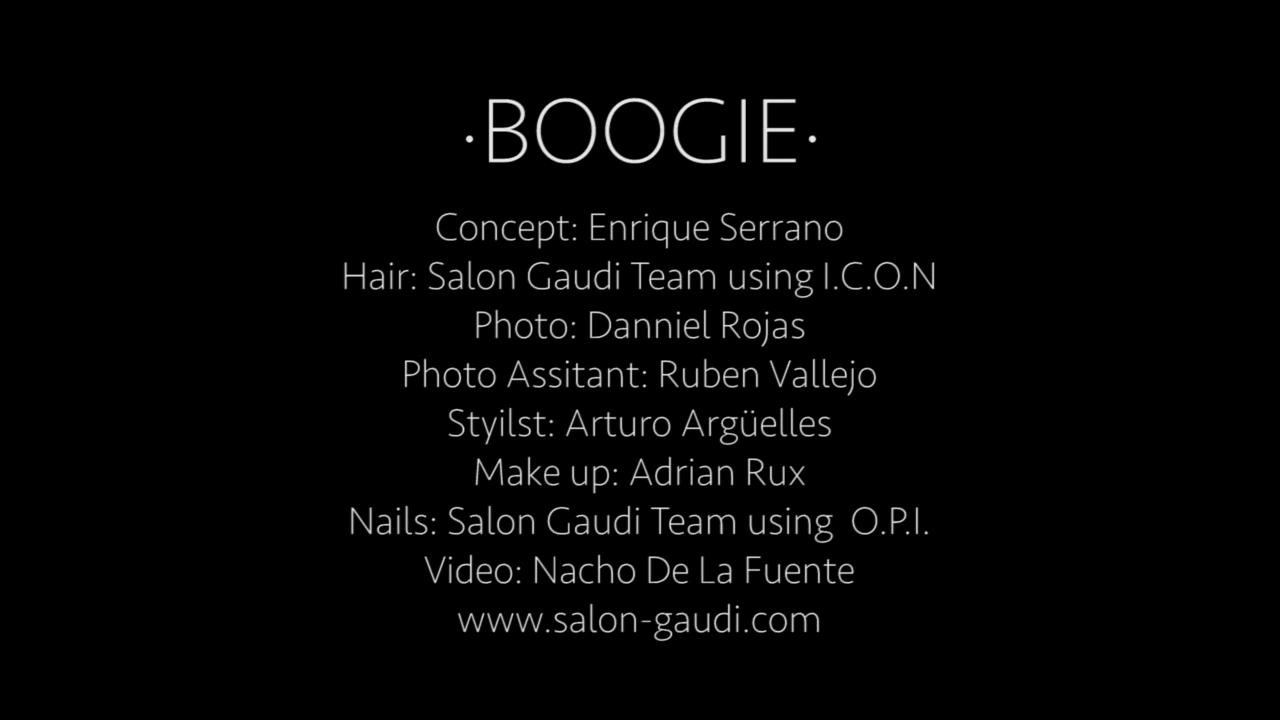 ·BOOGIE·
Concept: Enrique Serrano
Hair: Salon Gaudi Team using I.C.O.N
Photo: Danniel Rojas
Photo Assitant: Ruben Vallejo
Styilst: Arturo Argüelles
Make up: Adrian Rux
Nails: Salon Gaudi Team using  O.P.I.
Video: Nacho De La Fuente
www.salon-gaudi.com